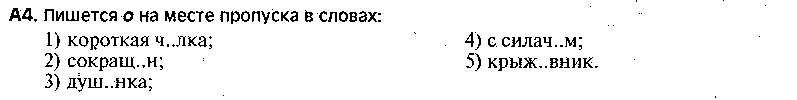 А4. Пишется о на месте пропуска в словах:
1) короткая ч..лка;
2) сокращ..н;
3) душ..нка;
4) с силач..м;
5) крыж..вник.